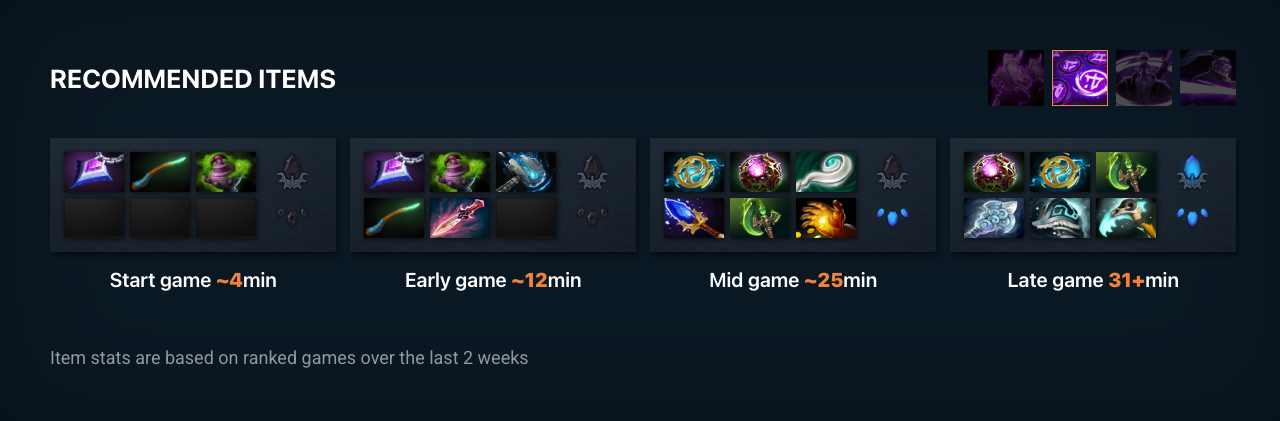 RECOMMENDED ITEMS
Start game ~4min
Early game ~12min
Mid game ~25min
Late game 31+min
Item stats are based on ranked games over the last 2 weeks